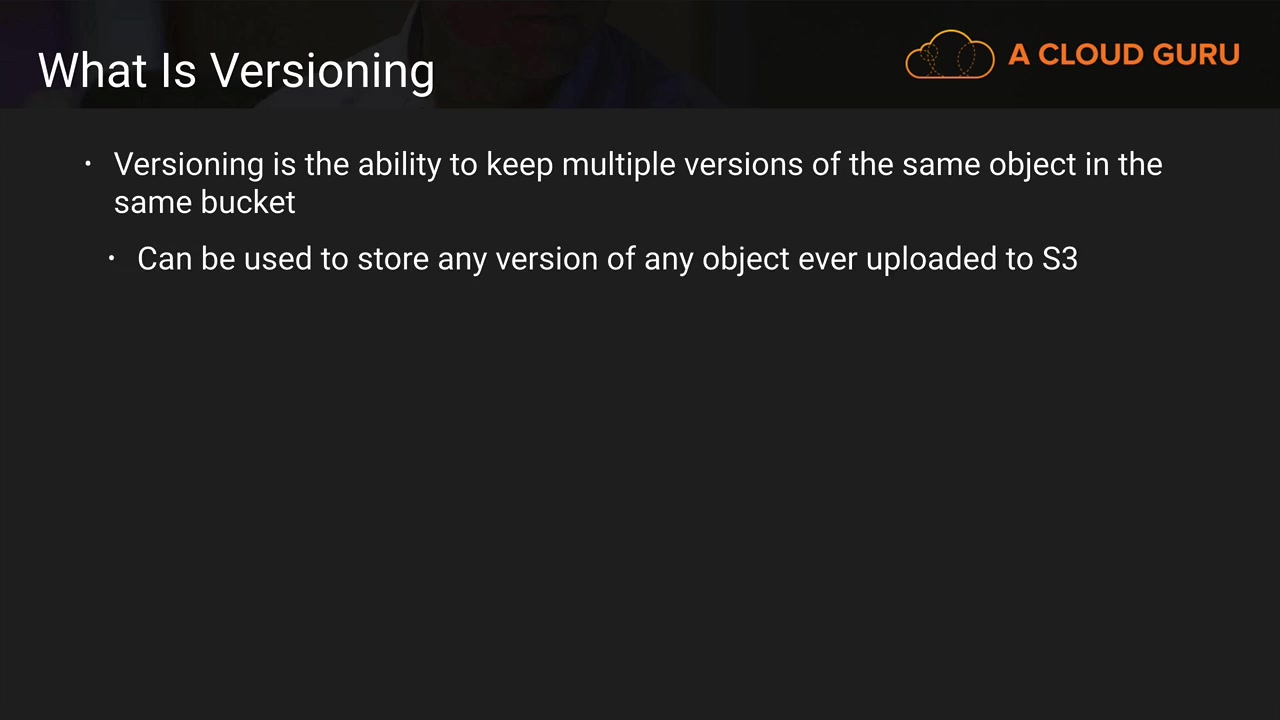 What Is Versioning
A CLOUD GURU
• Versioning is the ability to keep multiple versions of the same object in the
same bucket
• Can be used to store any version of any object ever uploaded to S3